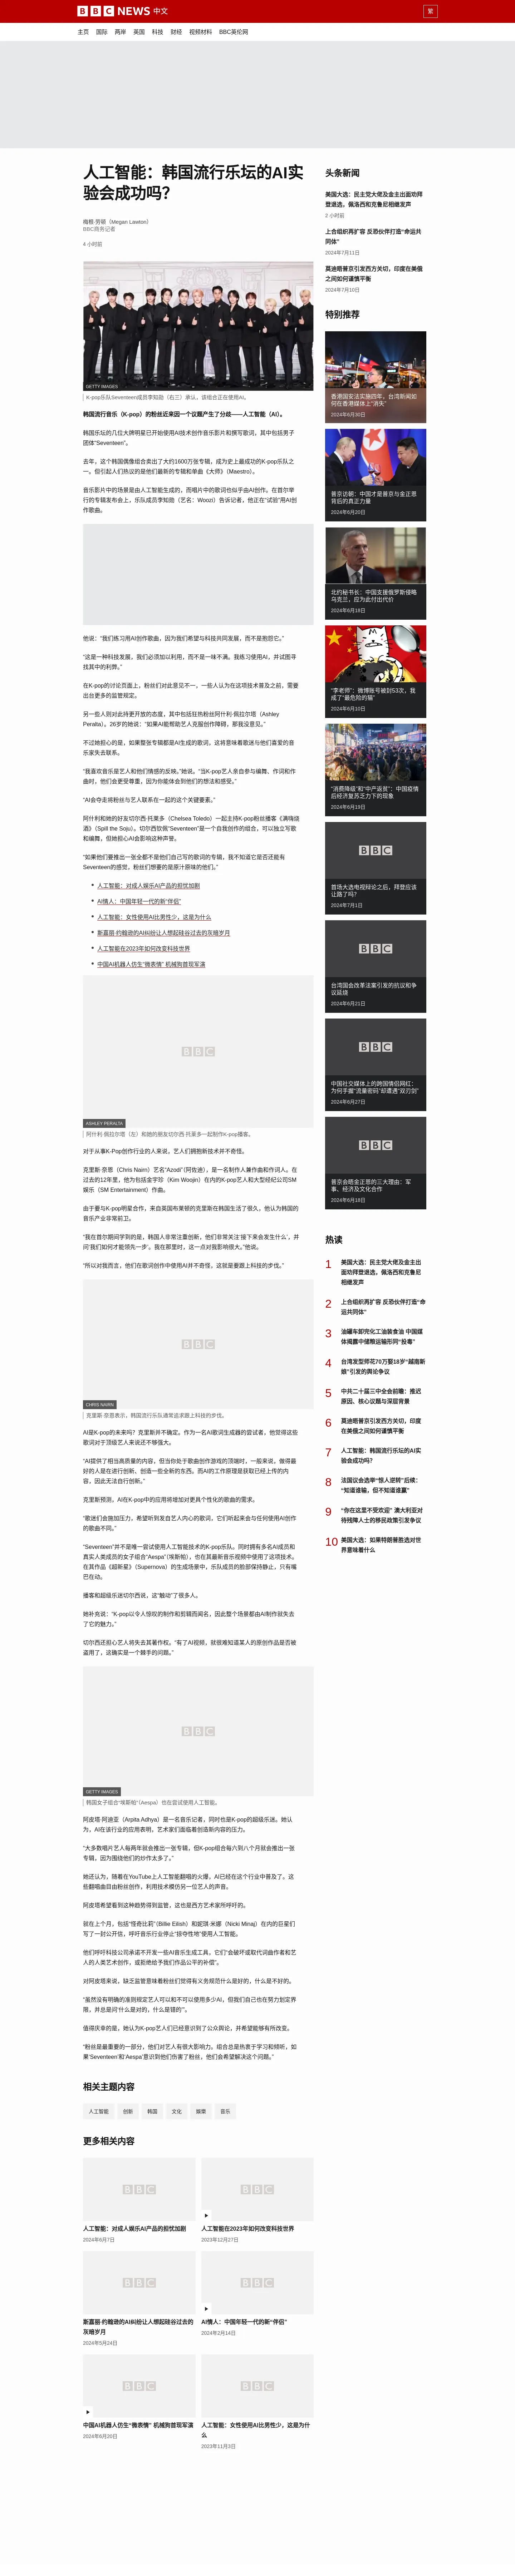 BBC NEWS 中文
繁
主页 国际 两岸 英国 科技 财经 视频材料 BBC英伦网
人工智能：韩国流行乐坛的AI实
验会成功吗？
梅根·劳顿（Megan Lawton）
BBC商务记者
4 小时前
GETTY IMAGES
K-pop乐队Seventeen成员李知勋（右三）承认，该组合正在使用AI。
韩国流行音乐（K-pop）的粉丝近来因一个议题产生了分歧——人工智能（AI）。
韩国乐坛的几位大牌明星已开始使用AI技术创作音乐影片和撰写歌词，其中包括男子
团体“Seventeen”。
去年，这个韩国偶像组合卖出了大约1600万张专辑，成为史上最成功的K-pop乐队之
一。但引起人们热议的是他们最新的专辑和单曲《大师》（Maestro）。
音乐影片中的场景是由人工智能生成的，而唱片中的歌词也似乎由AI创作。在首尔举
行的专辑发布会上，乐队成员李知勋（艺名：Woozi）告诉记者，他正在“试验”用AI创
作歌曲。
他说：“我们练习用AI创作歌曲，因为我们希望与科技共同发展，而不是抱怨它。”
“这是一种科技发展，我们必须加以利用，而不是一味不满。我练习使用AI，并试图寻
找其中的利弊。”
在K-pop的讨论页面上，粉丝们对此意见不一，一些人认为在这项技术普及之前，需要
出台更多的监管规定。
另一些人则对此持更开放的态度，其中包括狂热粉丝阿什利·佩拉尔塔（Ashley
Peralta）。26岁的她说：“如果AI能帮助艺人克服创作障碍，那我没意见。”
不过她担心的是，如果整张专辑都是AI生成的歌词，这将意味着歌迷与他们喜爱的音
乐家失去联系。
“我喜欢音乐是艺人和他们情感的反映。”她说。“当K-pop艺人亲自参与编舞、作词和作
曲时，他们会更受尊重，因为你能体会到他们的想法和感受。”
“AI会夺走将粉丝与艺人联系在一起的这个关键要素。”
阿什利和她的好友切尔西·托莱多（Chelsea Toledo）一起主持K-pop粉丝播客《满嗨烧
酒》（Spill the Soju）。切尔西钦佩“Seventeen”是一个自我创作的组合，可以独立写歌
和编舞，但她担心AI会影响这种声誉。
“如果他们要推出一张全都不是他们自己写的歌词的专辑，我不知道它是否还能有
Seventeen的感觉，粉丝们想要的是原汁原味的他们。”
人工智能：对成人娱乐AI产品的担忧加剧
AI情人：中国年轻一代的新“伴侣”
人工智能：女性使用AI比男性少，这是为什么
斯嘉丽·约翰逊的AI纠纷让人想起硅谷过去的灰暗岁月
人工智能在2023年如何改变科技世界
中国AI机器人仿生“微表情” 机械狗首现军演
BBC
ASHLEY PERALTA
阿什利·佩拉尔塔（左）和她的朋友切尔西·托莱多一起制作K-pop播客。
对于从事K-Pop创作行业的人来说，艺人们拥抱新技术并不奇怪。
克里斯·奈恩（Chris Nairn）艺名“Azodi”（阿佐迪），是一名制作人兼作曲和作词人。在
过去的12年里，他为包括金宇珍（Kim Woojin）在内的K-pop艺人和大型经纪公司SM
娱乐（SM Entertainment）作曲。
由于要与K-pop明星合作，来自英国布莱顿的克里斯在韩国生活了很久，他认为韩国的
音乐产业非常前卫。
“我在首尔期间学到的是，韩国人非常注重创新，他们非常关注‘接下来会发生什么’，并
问‘我们如何才能领先一步’。我在那里时，这一点对我影响很大。”他说。
“所以对我而言，他们在歌词创作中使用AI并不奇怪，这就是要跟上科技的步伐。”
BBC
CHRIS NAIRN
克里斯·奈恩表示，韩国流行乐队通常追求跟上科技的步伐。
AI是K-pop的未来吗？克里斯并不确定。作为一名AI歌词生成器的尝试者，他觉得这些
歌词对于顶级艺人来说还不够强大。
“AI提供了相当高质量的内容，但当你处于歌曲创作游戏的顶端时，一般来说，做得最
好的人是在进行创新、创造一些全新的东西。而AI的工作原理是获取已经上传的内
容，因此无法自行创新。”
克里斯预测，AI在K-pop中的应用将增加对更具个性化的歌曲的需求。
“歌迷们会施加压力，希望听到发自艺人内心的歌词，它们听起来会与任何使用AI创作
的歌曲不同。”
“Seventeen”并不是唯一尝试使用人工智能技术的K-pop乐队。同时拥有多名AI成员和
真实人类成员的女子组合“Aespa”（埃斯帕），也在其最新音乐视频中使用了这项技术。
在其作品《超新星》（Supernova）的生成场景中，乐队成员的脸部保持静止，只有嘴
巴在动。
播客和超级乐迷切尔西说，这“触动”了很多人。
她补充说：“K-pop以令人惊叹的制作和剪辑而闻名，因此整个场景都由AI制作就失去
了它的魅力。”
切尔西还担心艺人将失去其著作权。“有了AI视频，就很难知道某人的原创作品是否被
盗用了，这确实是一个棘手的问题。”
BBC
GETTY IMAGES
韩国女子组合“埃斯帕”（Aespa）也在尝试使用人工智能。
阿皮塔·阿迪亚（Arpita Adhya）是一名音乐记者，同时也是K-pop的超级乐迷。她认
为，AI在该行业的应用表明，艺术家们面临着创造新内容的压力。
“大多数唱片艺人每两年就会推出一张专辑，但K-pop组合每六到八个月就会推出一张
专辑，因为围绕他们的炒作太多了。”
她还认为，随着在YouTube上人工智能翻唱的火爆，AI已经在这个行业中普及了。这
些翻唱曲目由粉丝创作，利用技术模仿另一位艺人的声音。
阿皮塔希望看到这种趋势得到监管，这也是西方艺术家所呼吁的。
就在上个月，包括“怪奇比莉”（Billie Eilish）和妮琪·米娜（Nicki Minaj）在内的巨星们
写了一封公开信，呼吁音乐行业停止“掠夺性地”使用人工智能。
他们呼吁科技公司承诺不开发一些AI音乐生成工具，它们“会破坏或取代词曲作者和艺
人的人类艺术创作，或拒绝给予我们作品公平的补偿”。
对阿皮塔来说，缺乏监管意味着粉丝们觉得有义务规范什么是好的，什么是不好的。
“虽然没有明确的准则规定艺人可以和不可以使用多少AI，但我们自己也在努力划定界
限，并总是问‘什么是对的，什么是错的’”。
值得庆幸的是，她认为K-pop艺人们已经意识到了公众舆论，并希望能够有所改变。
“粉丝是最重要的一部分，他们对艺人有很大影响力。组合总是热衷于学习和倾听，如
果‘Seventeen’和‘Aespa’意识到他们伤害了粉丝，他们会希望解决这个问题。”
相关主题内容
人工智能 创新 韩国 文化 娱乐 音乐
更多相关内容
BBC
人工智能：对成人娱乐AI产品的担忧加剧
2024年6月7日
BBC
人工智能在2023年如何改变科技世界
2023年12月27日
BBC
斯嘉丽·约翰逊的AI纠纷让人想起硅谷过去的
灰暗岁月
2024年5月24日
BBC
AI情人：中国年轻一代的新“伴侣”
2024年2月14日
BBC
中国AI机器人仿生“微表情” 机械狗首现军演
2024年6月20日
BBC
人工智能：女性使用AI比男性少，这是为什
么
2023年11月3日
头条新闻
美国大选：民主党大佬及金主出面劝拜
登退选，佩洛西和克鲁尼相继发声
2 小时前
上合组织再扩容 反恐伙伴打造“命运共
同体”
2024年7月11日
莫迪晤普京引发西方关切，印度在美俄
之间如何谨慎平衡
2024年7月10日
特别推荐
香港国安法实施四年，台湾新闻如
何在香港媒体上“消失”
2024年6月30日
普京访朝：中国才是普京与金正恩
背后的真正力量
2024年6月20日
北约秘书长：中国支援俄罗斯侵略
乌克兰，应为此付出代价
2024年6月18日
“李老师”：微博账号被封53次，我
成了“最危险的猫”
2024年6月10日
“消费降级”和“中产返贫”：中国疫情
后经济复苏乏力下的现象
2024年6月19日
BBC
首场大选电视辩论之后，拜登应该
让路了吗？
2024年7月1日
BBC
台湾国会改革法案引发的抗议和争
议延烧
2024年6月21日
BBC
中国社交媒体上的跨国情侣网红：
为何手握“流量密码”却遭遇“双刃剑”
2024年6月27日
BBC
普京会晤金正恩的三大理由：军
事、经济及文化合作
2024年6月18日
热读
1 美国大选：民主党大佬及金主出
面劝拜登退选，佩洛西和克鲁尼
相继发声
2 上合组织再扩容 反恐伙伴打造“命
运共同体”
3 油罐车卸完化工油装食油 中国媒
体揭露中储粮运输形同“投毒”
4 台湾发型师花70万娶18岁“越南新
娘”引发的舆论争议
5 中共二十届三中全会前瞻：推迟
原因、核心议题与深层背景
6 莫迪晤普京引发西方关切，印度
在美俄之间如何谨慎平衡
7 人工智能：韩国流行乐坛的AI实
验会成功吗？
8 法国议会选举“惊人逆转”后续：
“知道谁输，但不知道谁赢”
9 “你在这里不受欢迎” 澳大利亚对
待残障人士的移民政策引发争议
10 美国大选：如果特朗普胜选对世
界意味着什么